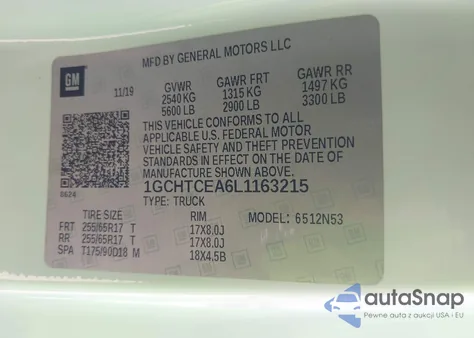 MFD BY GENERAL MOTORS LLC
GM
11/19
GVWR GAWR FRT GAWR RR
2540 KG 1315 KG 1497 KG
5600 LB 2900 LB 3300 LB
THIS VEHICLE CONFORMS TO ALL
APPLICABLE U.S. FEDERAL MOTOR
VEHICLE SAFETY AND THEFT PREVENTION
STANDARDS IN EFFECT ON THE DATE OF
MANUFACTURE SHOWN ABOVE.
0624
1GCHTCEA6L1163215
TYPE: TRUCK
TIRE SIZE RIM MODEL: 6512N53
FRT 255/65R17 T 17X8.0J
RR 255/65R17 T 17X8.0J
SPA T175/90D18 M 18X4.5B
autoSnap
Pewne auta z aukcji USA i EU